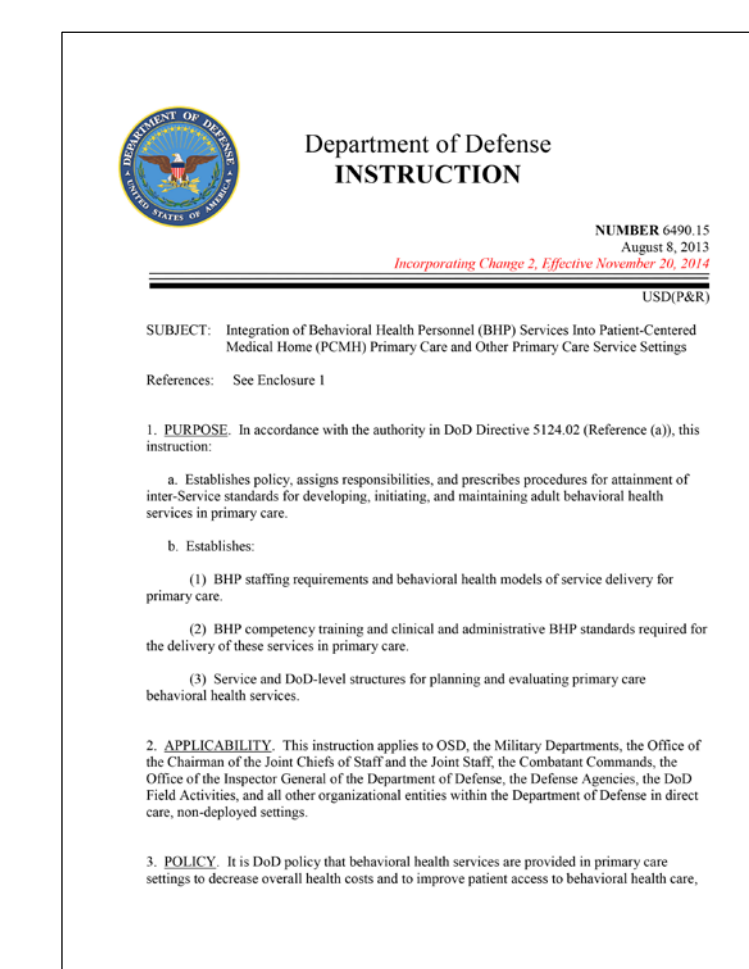 DEPARTMENT OF DEFENSE
UNITED STATES OF AMERICA
Department of Defense
INSTRUCTION
NUMBER 6490.15
August 8, 2013
Incorporating Change 2, Effective November 20, 2014
USD(P&R)
SUBJECT: Integration of Behavioral Health Personnel (BHP) Services Into Patient-Centered
Medical Home (PCMH) Primary Care and Other Primary Care Service Settings
References: See Enclosure 1
1. PURPOSE. In accordance with the authority in DoD Directive 5124.02 (Reference (a)), this
instruction:
a. Establishes policy, assigns responsibilities, and prescribes procedures for attainment of
inter-Service standards for developing, initiating, and maintaining adult behavioral health
services in primary care.
b. Establishes:
(1) BHP staffing requirements and behavioral health models of service delivery for
primary care.
(2) BHP competency training and clinical and administrative BHP standards required for
the delivery of these services in primary care.
(3) Service and DoD-level structures for planning and evaluating primary care
behavioral health services.
2. APPLICABILITY. This instruction applies to OSD, the Military Departments, the Office of
the Chairman of the Joint Chiefs of Staff and the Joint Staff, the Combatant Commands, the
Office of the Inspector General of the Department of Defense, the Defense Agencies, the DoD
Field Activities, and all other organizational entities within the Department of Defense in direct
care, non-deployed settings.
3. POLICY. It is DoD policy that behavioral health services are provided in primary care
settings to decrease overall health costs and to improve patient access to behavioral health care,